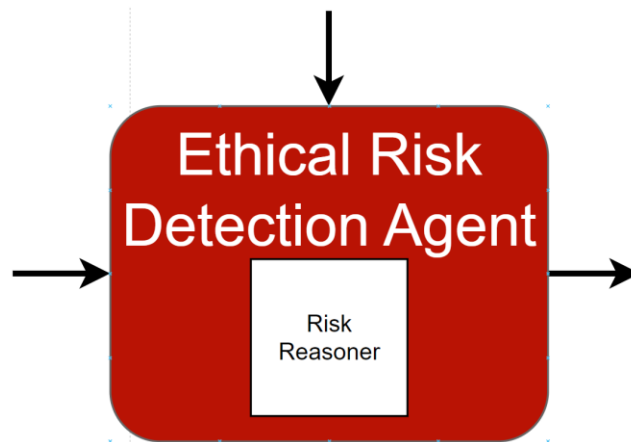 Ethical Risk
Detection Agent
Risk
Reasoner